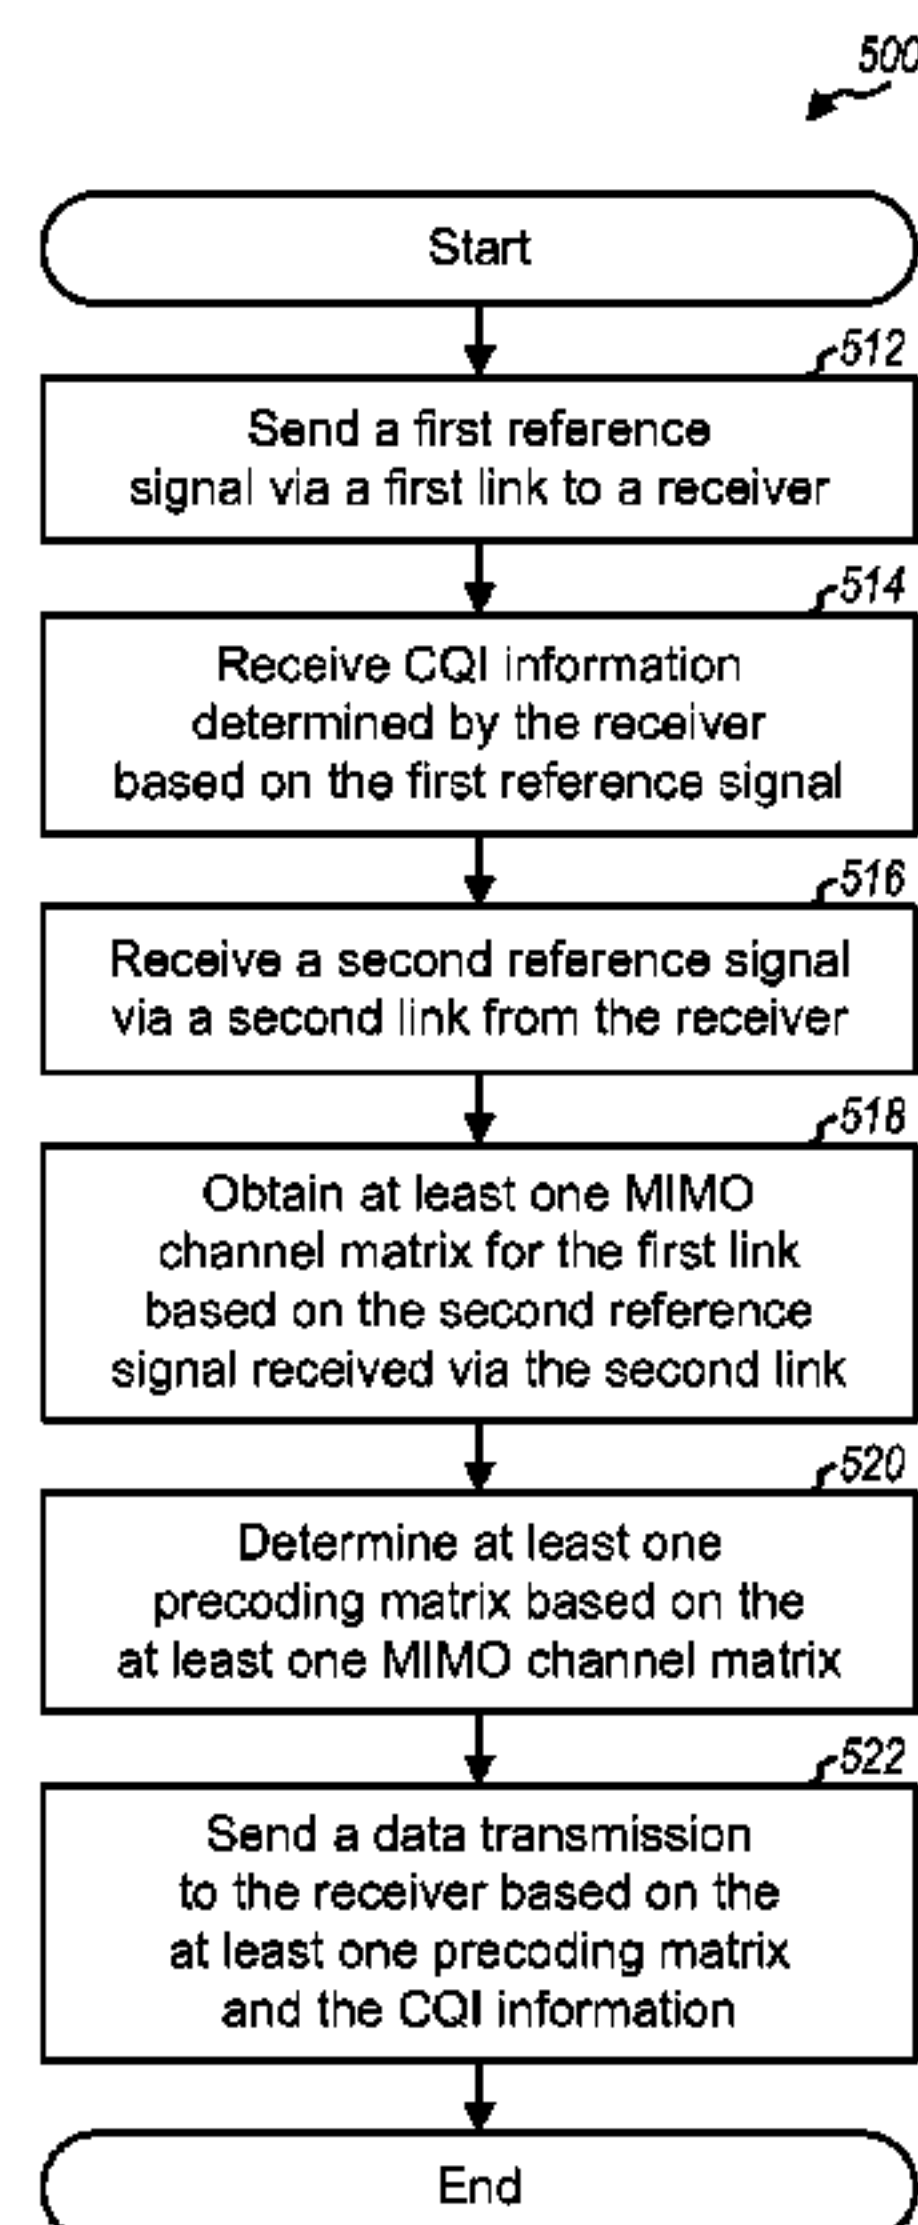 500
Start
512
Send a first reference
signal via a first link to a receiver
514
Receive CQI information
determined by the receiver
based on the first reference signal
516
Receive a second reference signal
via a second link from the receiver
518
Obtain at least one MIMO
channel matrix for the first link
based on the second reference
signal received via the second link
520
Determine at least one
precoding matrix based on the
at least one MIMO channel matrix
522
Send a data transmission
to the receiver based on the
at least one precoding matrix
and the CQI information
End